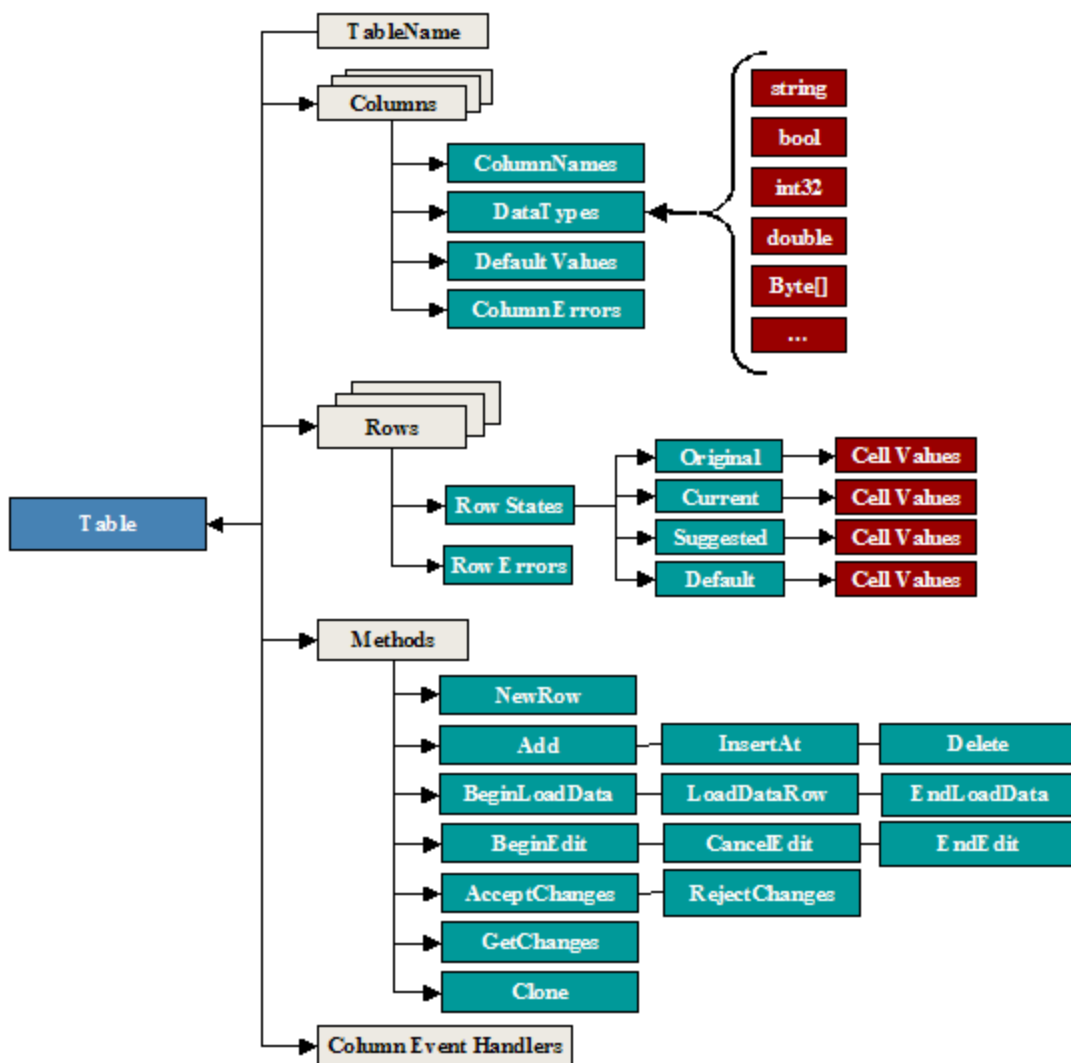 TableName
Columns
ColumnNames
DataTypes
Default Values
ColumnErrors
string
bool
int32
double
Byte[]
...
Rows
Row States
Row Errors
Original
Cell Values
Current
Cell Values
Suggested
Cell Values
Default
Cell Values
Table
Methods
NewRow
Add
InsertAt
Delete
BeginLoadData
LoadDataRow
EndLoadData
BeginEdit
CancelEdit
EndEdit
AcceptChanges
RejectChanges
GetChanges
Clone
Column Event Handlers